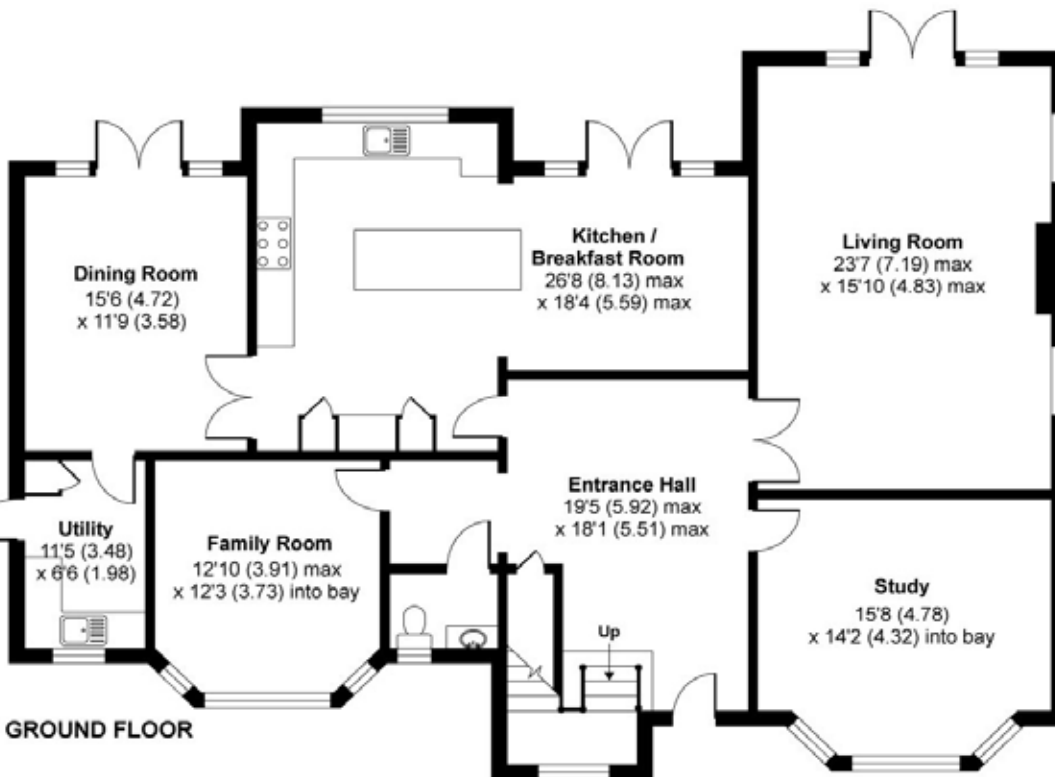 Dining Room
15'6 (4.72)
x 11'9 (3.58)
Kitchen /
Breakfast Room
26'8 (8.13) max
x 18'4 (5.59) max
Living Room
23'7 (7.19) max
x 15'10 (4.83) max
Utility
11'5 (3.48)
x 6'6 (1.98)
Family Room
12'10 (3.91) max
x 12'3 (3.73) into bay
Entrance Hall
19'5 (5.92) max
x 18'1 (5.51) max
Study
15'8 (4.78)
x 14'2 (4.32) into bay
Up
GROUND FLOOR